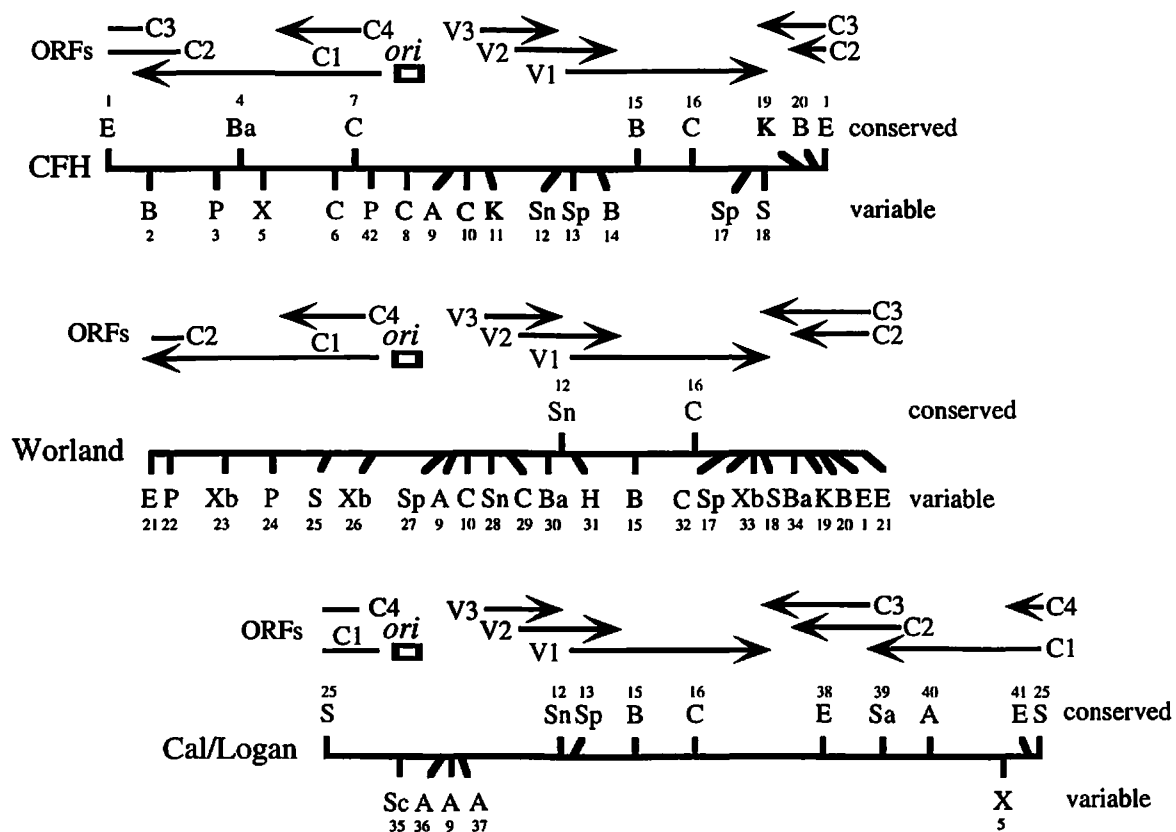 C3 C4 V3 C3
ORFs C2 C1 ori V2 V1 C2
1 4 7 15 16 19 20 1
E Ba C B C K B E conserved
CFH
B P X C P C A C K Sn Sp B Sp S variable
2 3 5 6 42 8 9 10 11 12 13 14 17 18
C4 V3 C3
ORFs C2 C1 ori V2 V1 C2
12 16
Sn C conserved
Worland
E P Xb P S Xb Sp A C Sn C Ba H B C Sp Xb S Ba K B E E variable
21 22 23 24 25 26 27 9 10 28 29 30 31 15 32 17 33 18 34 19 20 1 21
C4 V3 C3 C4
ORFs C1 ori V2 V1 C2 C1
25 12 13 15 16 38 39 40 41 25
S Sn Sp B C E Sa A E S conserved
Cal/Logan
Sc A A A X variable
35 36 9 37 5